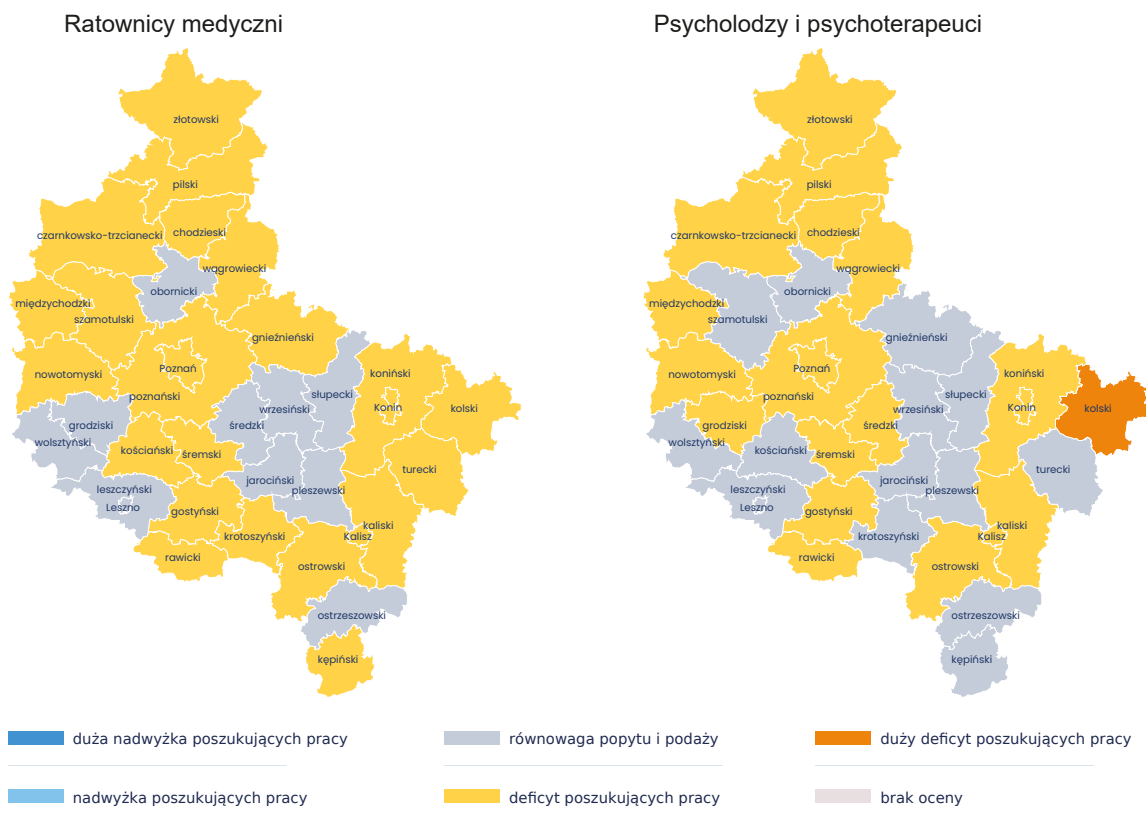 Ratownicy medyczni
złotowski
pilski
czarnkowsko-trzcianecki
chodzieski
wągrowiecki
obornicki
międzychodzki
szamotulski
gnieźnieński
nowotomyski
Poznań
poznański
koniński
słupecki
wrzesiński
Konin
kolski
grodziski
średzki
wolsztyński
kościański
śremski
turecki
leszczyński
jarociński
pleszewski
Leszno
gostyński
kaliski
krotoszyński
Kalisz
rawicki
ostrowski
ostrzeszowski
kępiński
Psycholodzy i psychoterapeuci
złotowski
pilski
czarnkowsko-trzcianecki
chodzieski
wągrowiecki
obornicki
międzychodzki
szamotulski
gnieźnieński
nowotomyski
Poznań
poznański
koniński
słupecki
wrzesiński
Konin
kolski
grodziski
średzki
wolsztyński
kościański
śremski
turecki
leszczyński
jarociński
pleszewski
Leszno
gostyński
kaliski
krotoszyński
Kalisz
rawicki
ostrowski
ostrzeszowski
kępiński
duża nadwyżka poszukujących pracy
równowaga popytu i podaży
duży deficyt poszukujących pracy
nadwyżka poszukujących pracy
deficyt poszukujących pracy
brak oceny